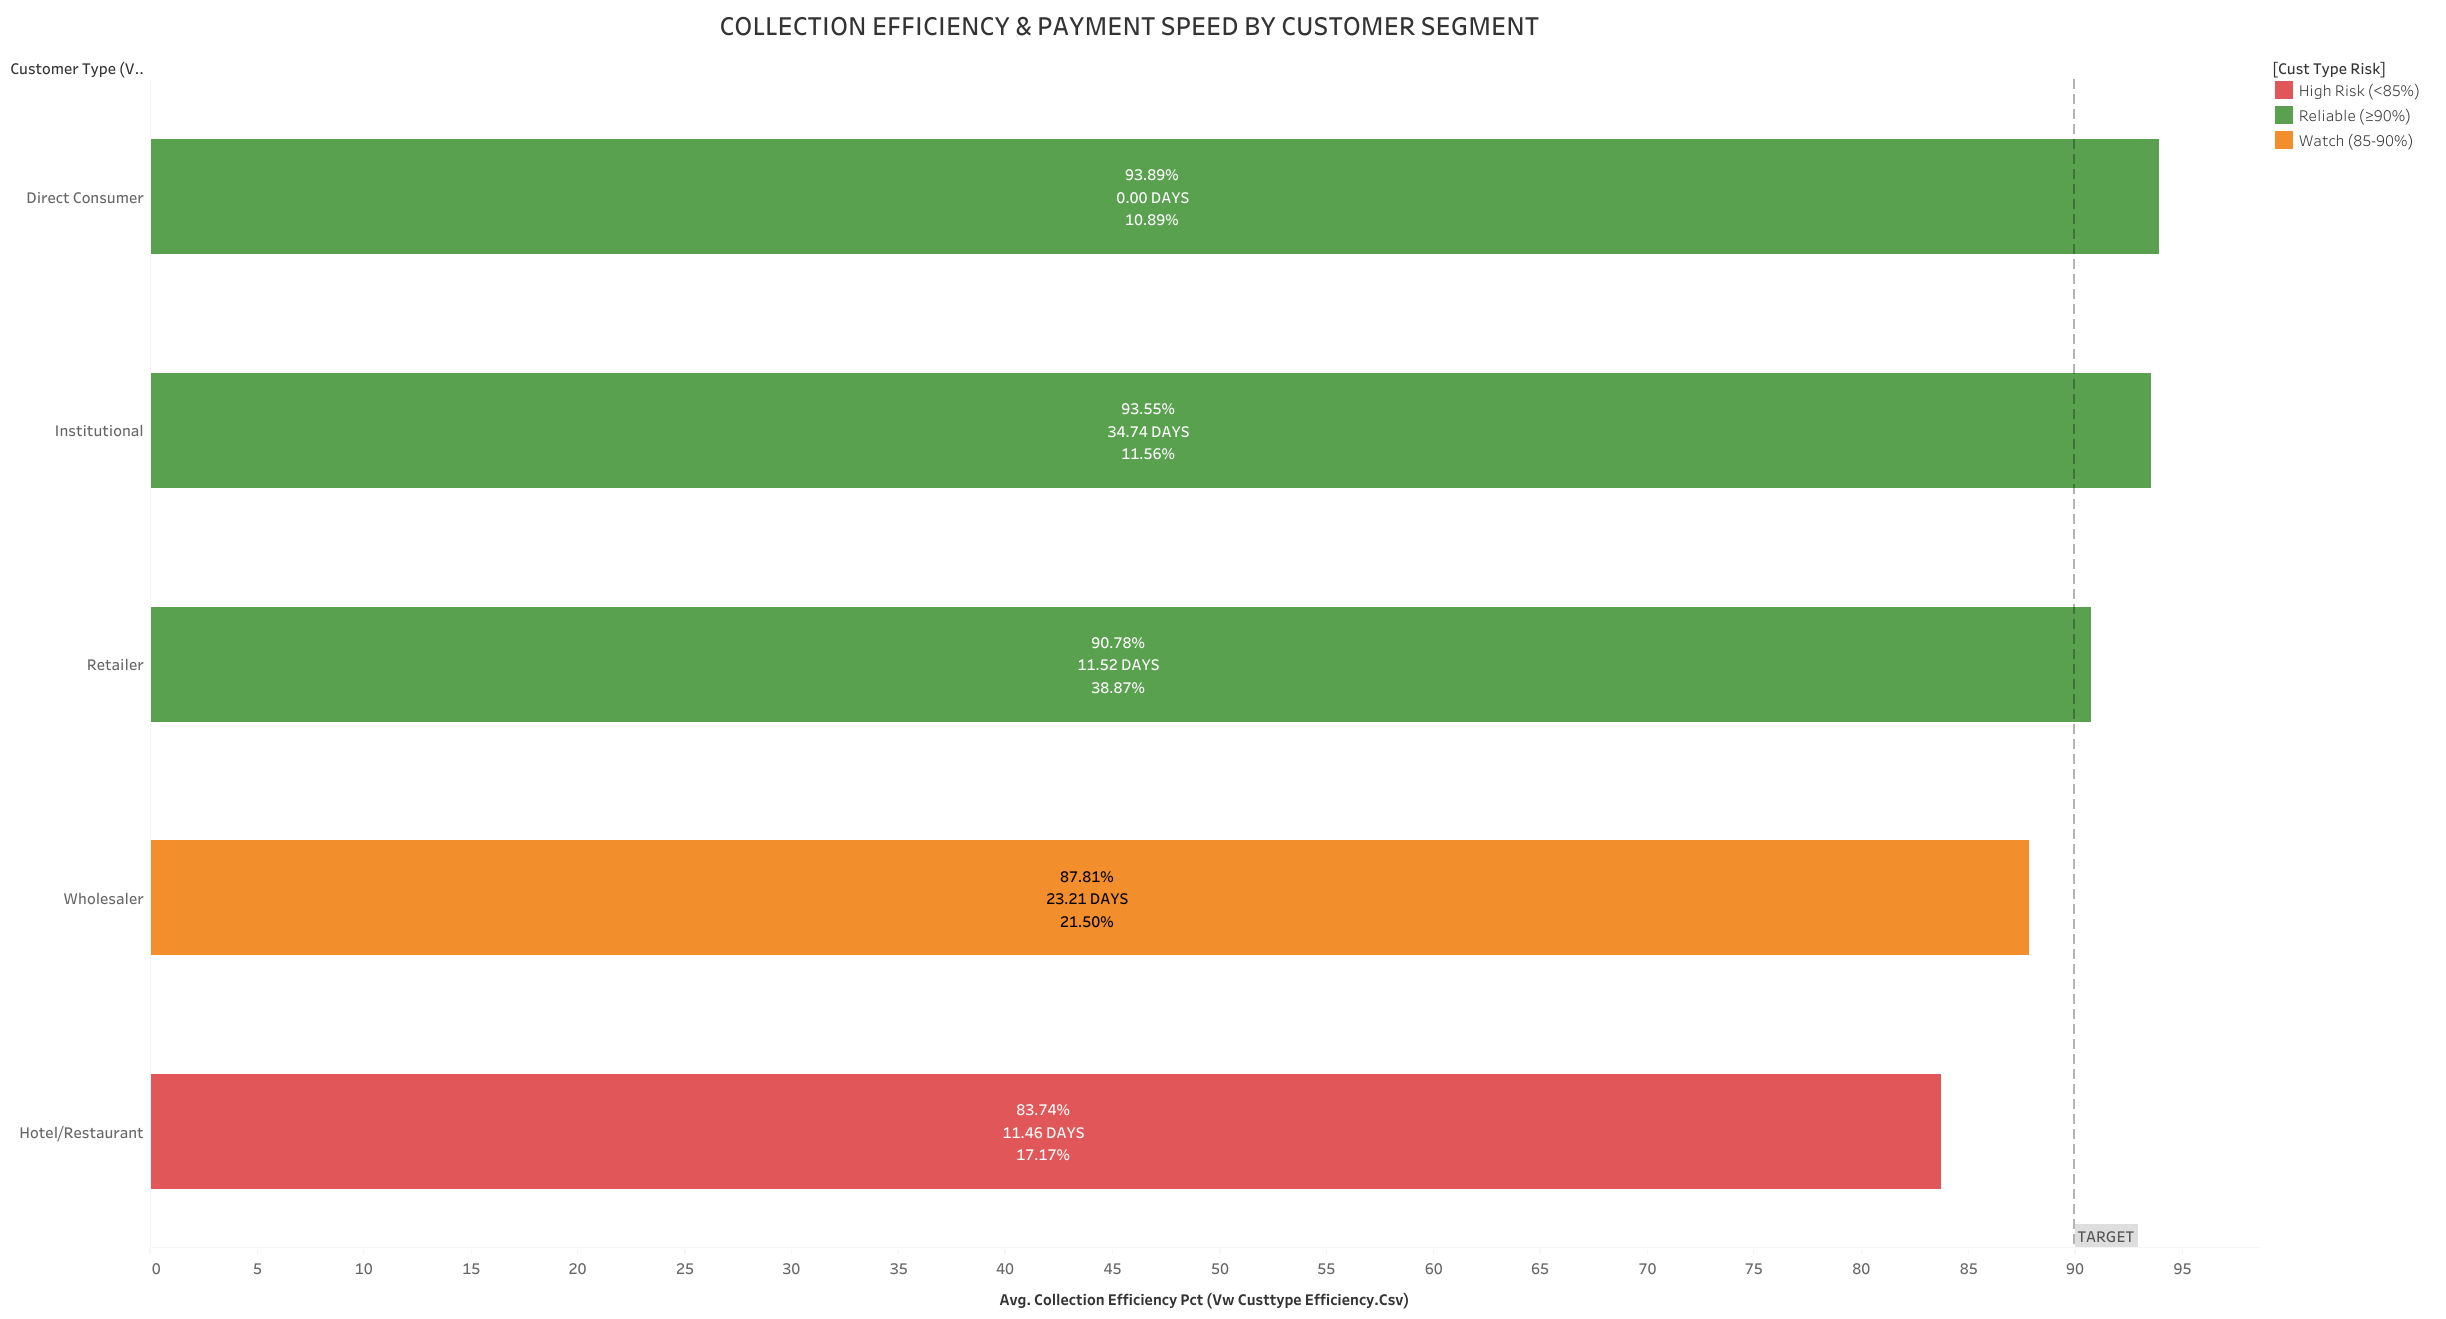 COLLECTION EFFICIENCY & PAYMENT SPEED BY CUSTOMER SEGMENT
Customer Type (V..
[Cust Type Risk]
High Risk (<85%)
Reliable (≥90%)
Watch (85-90%)
Direct Consumer
93.89%
0.00 DAYS
10.89%
Institutional
93.55%
34.74 DAYS
11.56%
Retailer
90.78%
11.52 DAYS
38.87%
Wholesaler
87.81%
23.21 DAYS
21.50%
Hotel/Restaurant
83.74%
11.46 DAYS
17.17%
TARGET
0 5 10 15 20 25 30 35 40 45 50 55 60 65 70 75 80 85 90 95
Avg. Collection Efficiency Pct (Vw Custtype Efficiency.Csv)